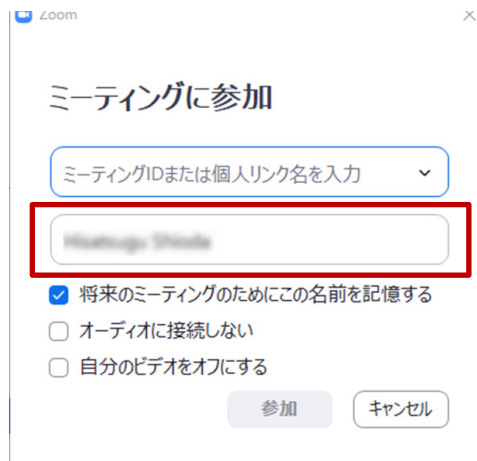 Zoom
ミーティングに参加
ミーティングIDまたは個人リンク名を入力
将来のミーティングのためにこの名前を記憶する
オーディオに接続しない
自分のビデオをオフにする
参加
キャンセル